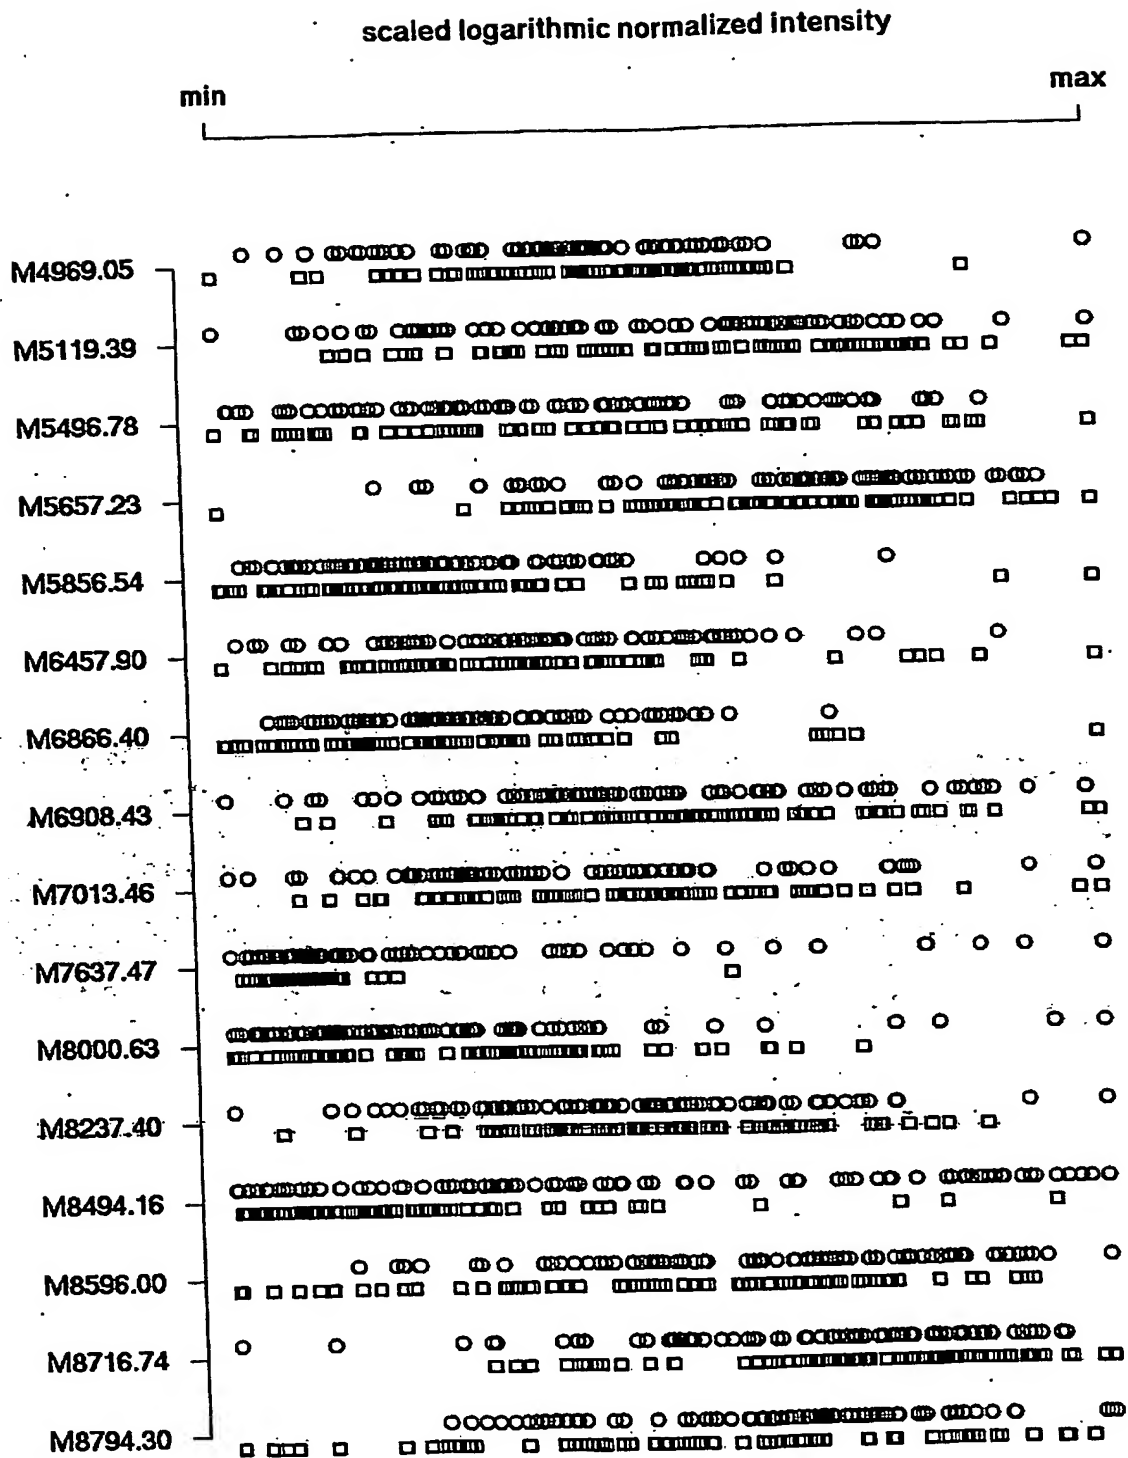 scaled logarithmic normalized intensity
min
max
M4969.05
M5119.39
M5496.78
M5657.23
M5856.54
M6457.90
M6866.40
M6908.43
M7013.46
M7637.47
M8000.63
M8237.40
M8494.16
M8596.00
M8716.74
M8794.30